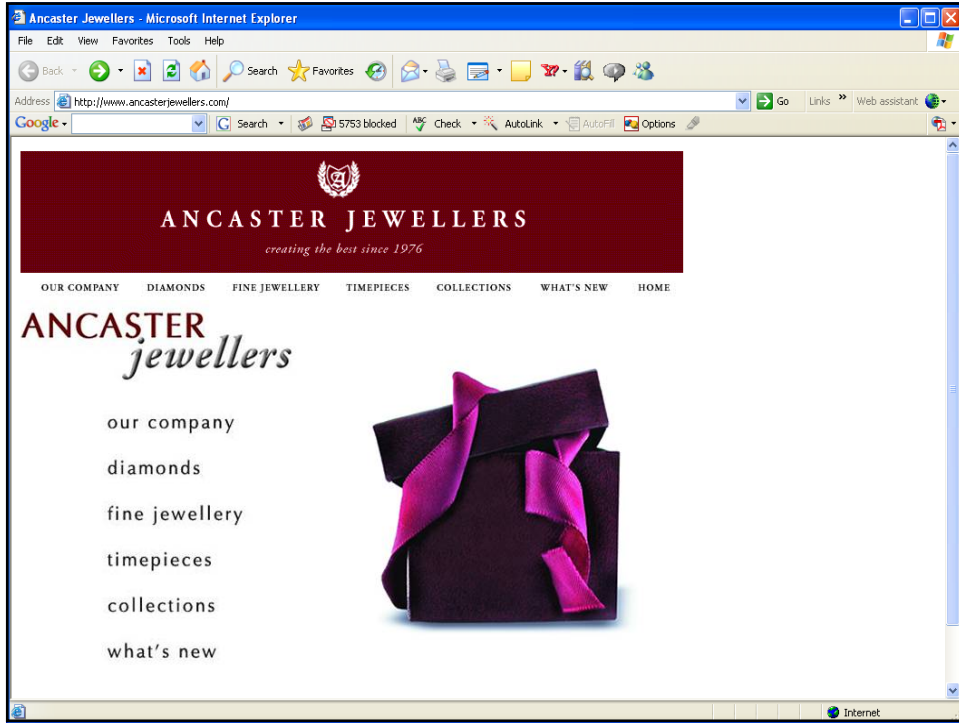 Ancaster Jewellers - Microsoft Internet Explorer
File Edit View Favorites Tools Help
Back Search Favorites
Address http://www.ancasterjewellers.com/ Go Links » Web assistant
Google Search 5753 blocked ABC Check AutoLink AutoFill Options
A
ANCASTER JEWELLERS
creating the best since 1976
OUR COMPANY DIAMONDS FINE JEWELLERY TIMEPIECES COLLECTIONS WHAT'S NEW HOME
ANCASTER
jewellers
our company
diamonds
fine jewellery
timepieces
collections
what's new
Internet